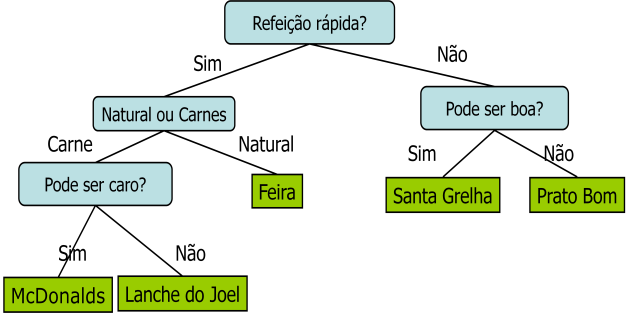 Refeição rápida?
Sim
Não
Natural ou Carnes
Pode ser boa?
Carne
Natural
Sim
Não
Pode ser caro?
Feira
Santa Grelha
Prato Bom
Sim
Não
McDonalds
Lanche do Joel